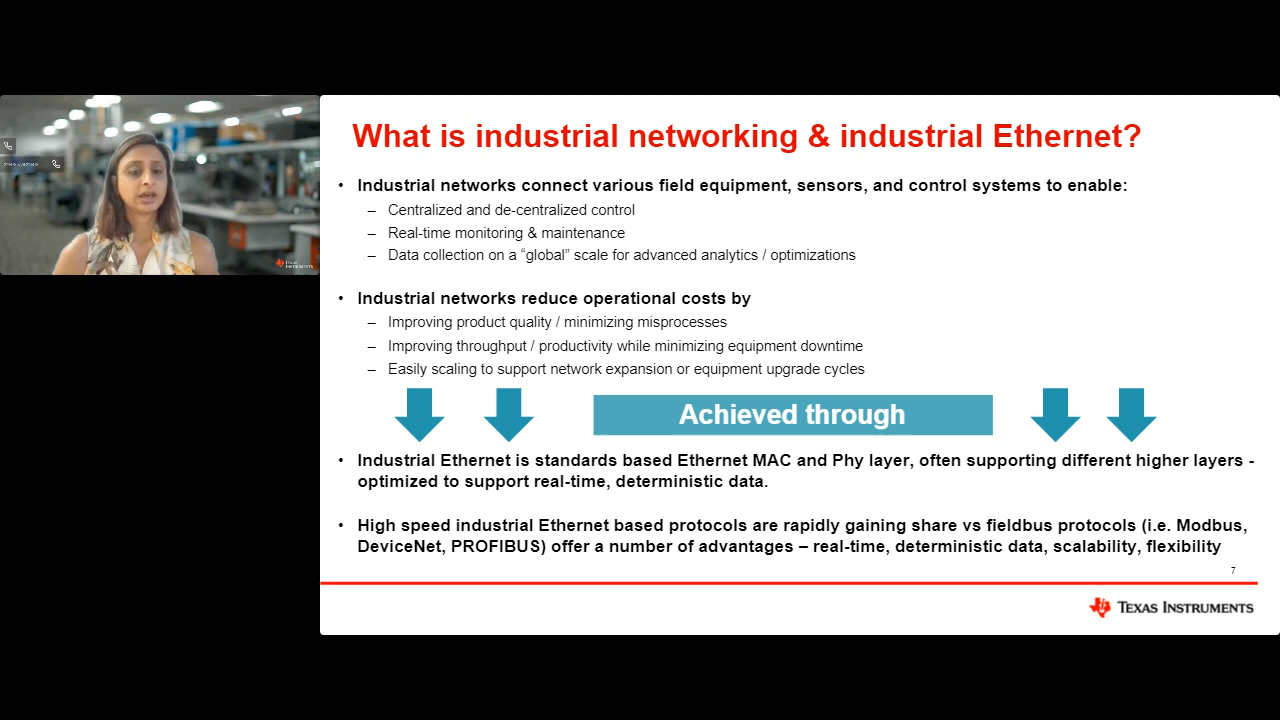 What is industrial networking & industrial Ethernet?
• Industrial networks connect various field equipment, sensors, and control systems to enable:
– Centralized and de-centralized control
– Real-time monitoring & maintenance
– Data collection on a “global” scale for advanced analytics / optimizations
• Industrial networks reduce operational costs by
– Improving product quality / minimizing misprocesses
– Improving throughput / productivity while minimizing equipment downtime
– Easily scaling to support network expansion or equipment upgrade cycles
Achieved through
• Industrial Ethernet is standards based Ethernet MAC and Phy layer, often supporting different higher layers -
optimized to support real-time, deterministic data.
• High speed industrial Ethernet based protocols are rapidly gaining share vs fieldbus protocols (i.e. Modbus,
DeviceNet, PROFIBUS) offer a number of advantages – real-time, deterministic data, scalability, flexibility
7
TEXAS INSTRUMENTS
TEXAS INSTRUMENTS